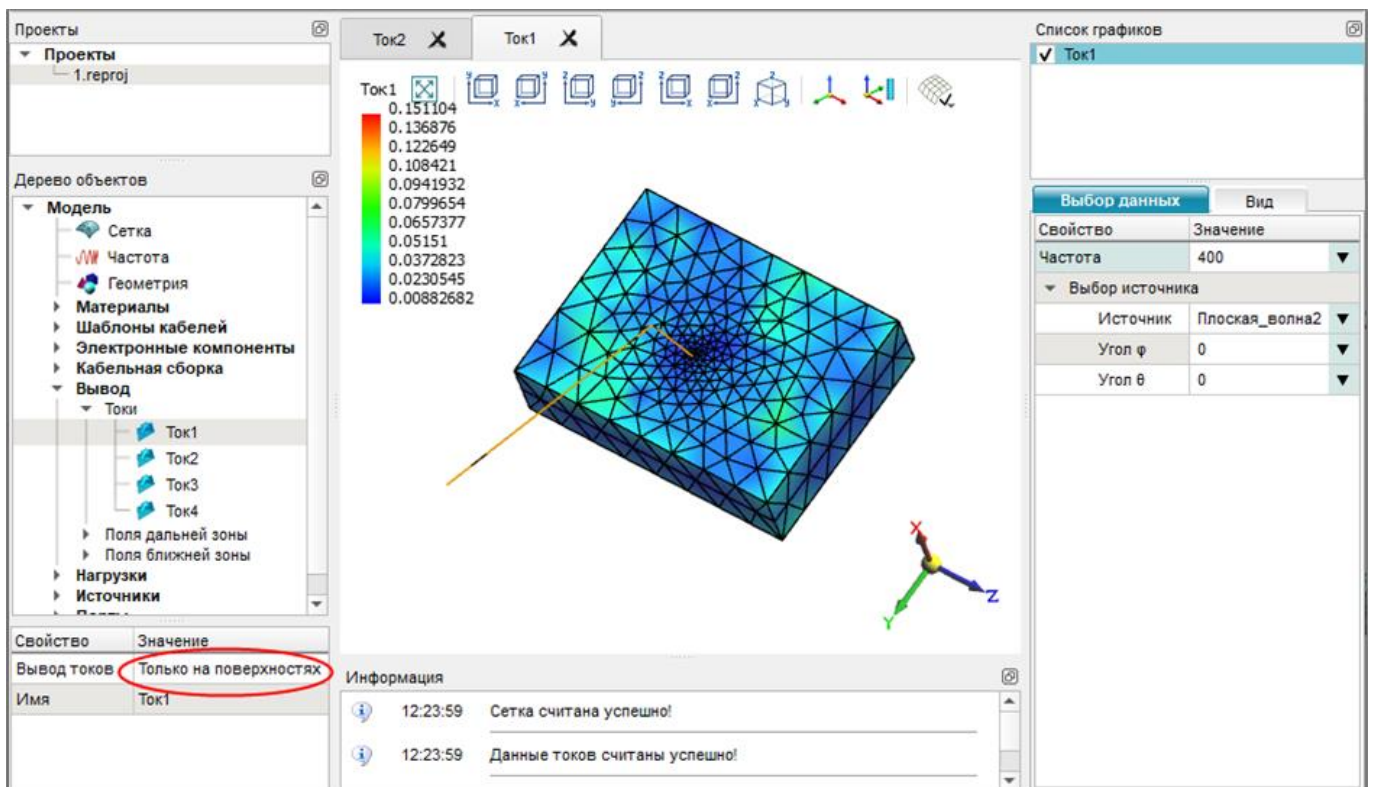 Проекты
Проекты
1.reproj
Дерево объектов
Модель
Сетка
Частота
Геометрия
Материалы
Шаблоны кабелей
Электронные компоненты
Кабельная сборка
Вывод
Токи
Ток1
Ток2
Ток3
Ток4
Поля дальней зоны
Поля ближней зоны
Нагрузки
Источники
Свойство Значение
Вывод токов Только на поверхностях
Имя Ток1
Ток2 Ток1
Ток1
0.151104
0.136876
0.122649
0.108421
0.0941932
0.0799654
0.0657377
0.05151
0.0372823
0.0230545
0.00882682
X
Y
Z
Информация
12:23:59 Сетка считана успешно!
12:23:59 Данные токов считаны успешно!
Список графиков
Ток1
Выбор данных Вид
Свойство Значение
Частота 400
Выбор источника
Источник Плоская_волна2
Угол φ 0
Угол θ 0